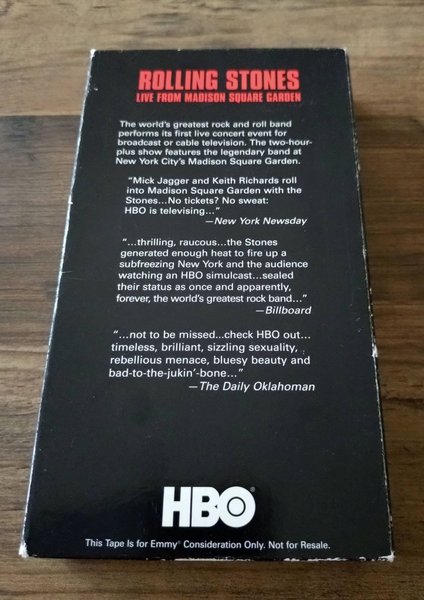 ROLLING STONES
LIVE FROM MADISON SQUARE GARDEN
The world's greatest rock and roll band
performs its first live concert event for
broadcast or cable television. The two-hour-
plus show features the legendary band at
New York City's Madison Square Garden.
"Mick Jagger and Keith Richards roll
into Madison Square Garden with the
Stones...No tickets? No sweat:
HBO is televising..."
—New York Newsday
"...thrilling, raucous...the Stones
generated enough heat to fire up a
subfreezing New York and the audience
watching an HBO simulcast...sealed
their status as once and apparently,
forever, the world's greatest rock band..."
—Billboard
"...not to be missed...check HBO out...
timeless, brilliant, sizzling sexuality,
rebellious menace, bluesy beauty and
bad-to-the-jukin'-bone..."
—The Daily Oklahoman
HBO®
This Tape Is for Emmy® Consideration Only. Not for Resale.